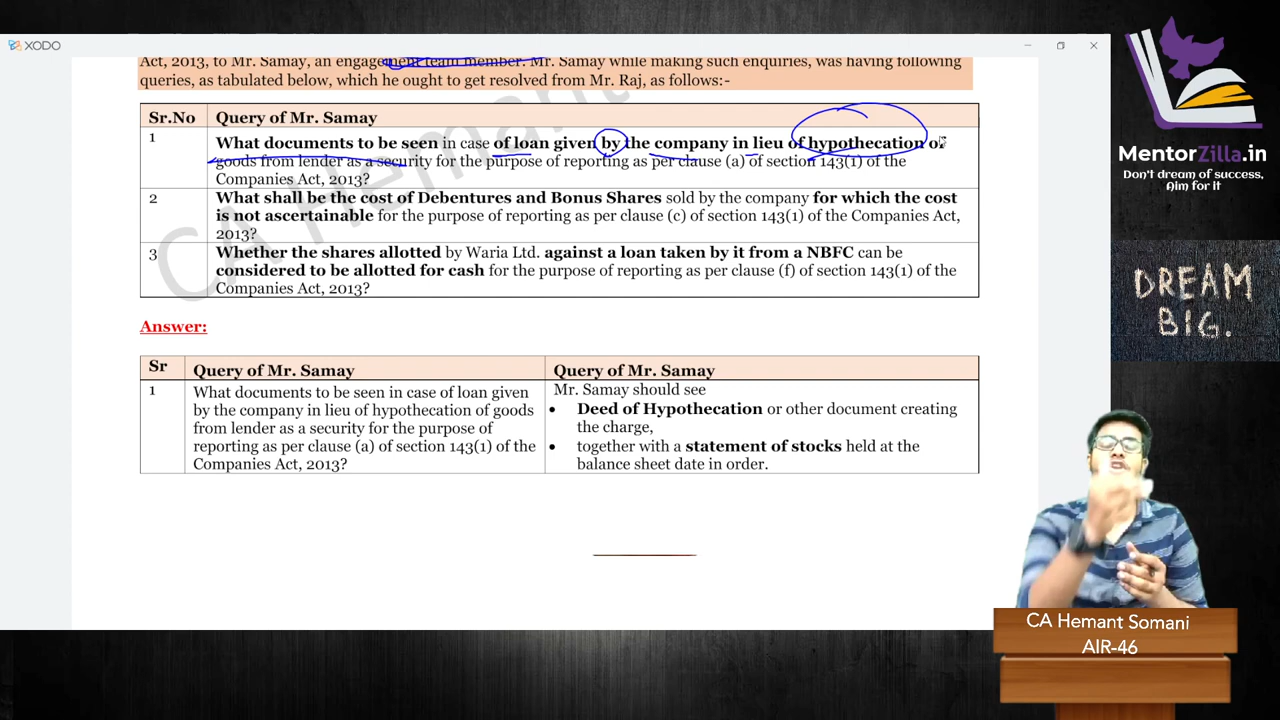 XODO
Act, 2013, to Mr. Samay, an engagement team member. Mr. Samay while making such enquiries, was having following
queries, as tabulated below, which he ought to get resolved from Mr. Raj, as follows:-
Sr.No Query of Mr. Samay
1 What documents to be seen in case of loan given by the company in lieu of hypothecation of
goods from lender as a security for the purpose of reporting as per clause (a) of section 143(1) of the
Companies Act, 2013?
2 What shall be the cost of Debentures and Bonus Shares sold by the company for which the cost
is not ascertainable for the purpose of reporting as per clause (c) of section 143(1) of the Companies Act,
2013?
3 Whether the shares allotted by Waria Ltd. against a loan taken by it from a NBFC can be
considered to be allotted for cash for the purpose of reporting as per clause (f) of section 143(1) of the
Companies Act, 2013?
CA Hemant
Answer:
Sr Query of Mr. Samay Query of Mr. Samay
1 What documents to be seen in case of loan given
by the company in lieu of hypothecation of goods
from lender as a security for the purpose of
reporting as per clause (a) of section 143(1) of the
Companies Act, 2013?
Mr. Samay should see
• Deed of Hypothecation or other document creating
the charge,
• together with a statement of stocks held at the
balance sheet date in order.
MentorZilla.in
Don't dream of success,
Aim for it
DREAM
BIG.
CA Hemant Somani
AIR-46